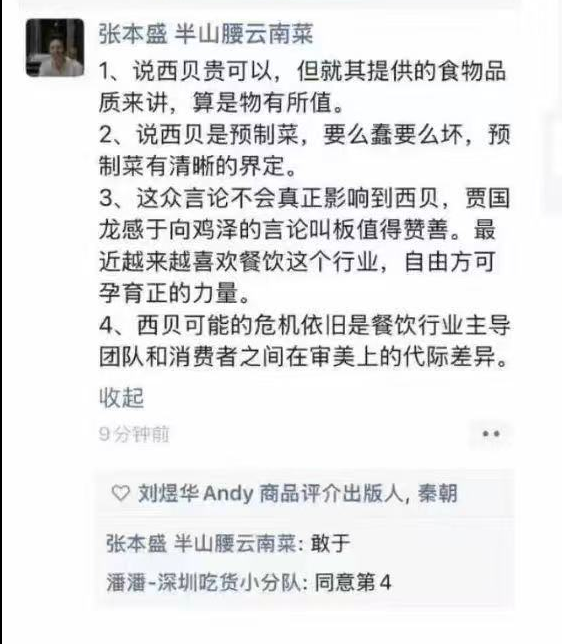 张本盛 半山腰云南菜
1、说西贝贵可以，但就其提供的食物品
质来讲，算是物有所值。
2、说西贝是预制菜，要么蠢要么坏，预
制菜有清晰的界定。
3、这众言论不会真正影响到西贝，贾国
龙感于向鸡泽的言论叫板值得赞善。最
近越来越喜欢餐饮这个行业，自由方可
孕育正的力量。
4、西贝可能的危机依旧是餐饮行业主导
团队和消费者之间在审美上的代际差异。
收起
9分钟前
刘煜华Andy 商品评介出版人, 秦朝
张本盛 半山腰云南菜: 敢于
潘潘-深圳吃货小分队: 同意第4